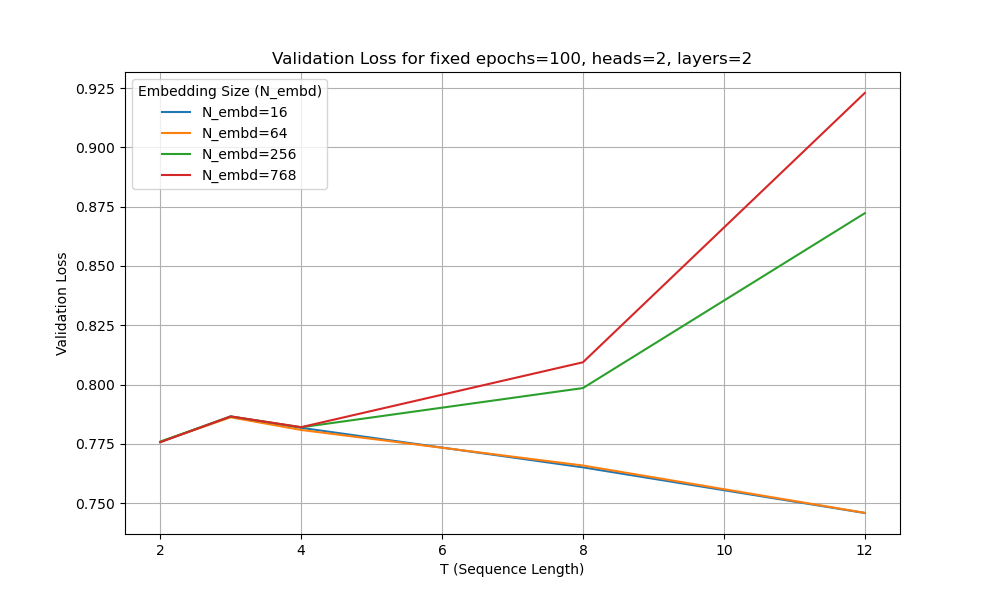 Validation Loss for fixed epochs=100, heads=2, layers=2
Embedding Size (N_embd)
N_embd=16
N_embd=64
N_embd=256
N_embd=768
0.925
0.900
0.875
0.850
0.825
0.800
0.775
0.750
Validation Loss
2 4 6 8 10 12
T (Sequence Length)